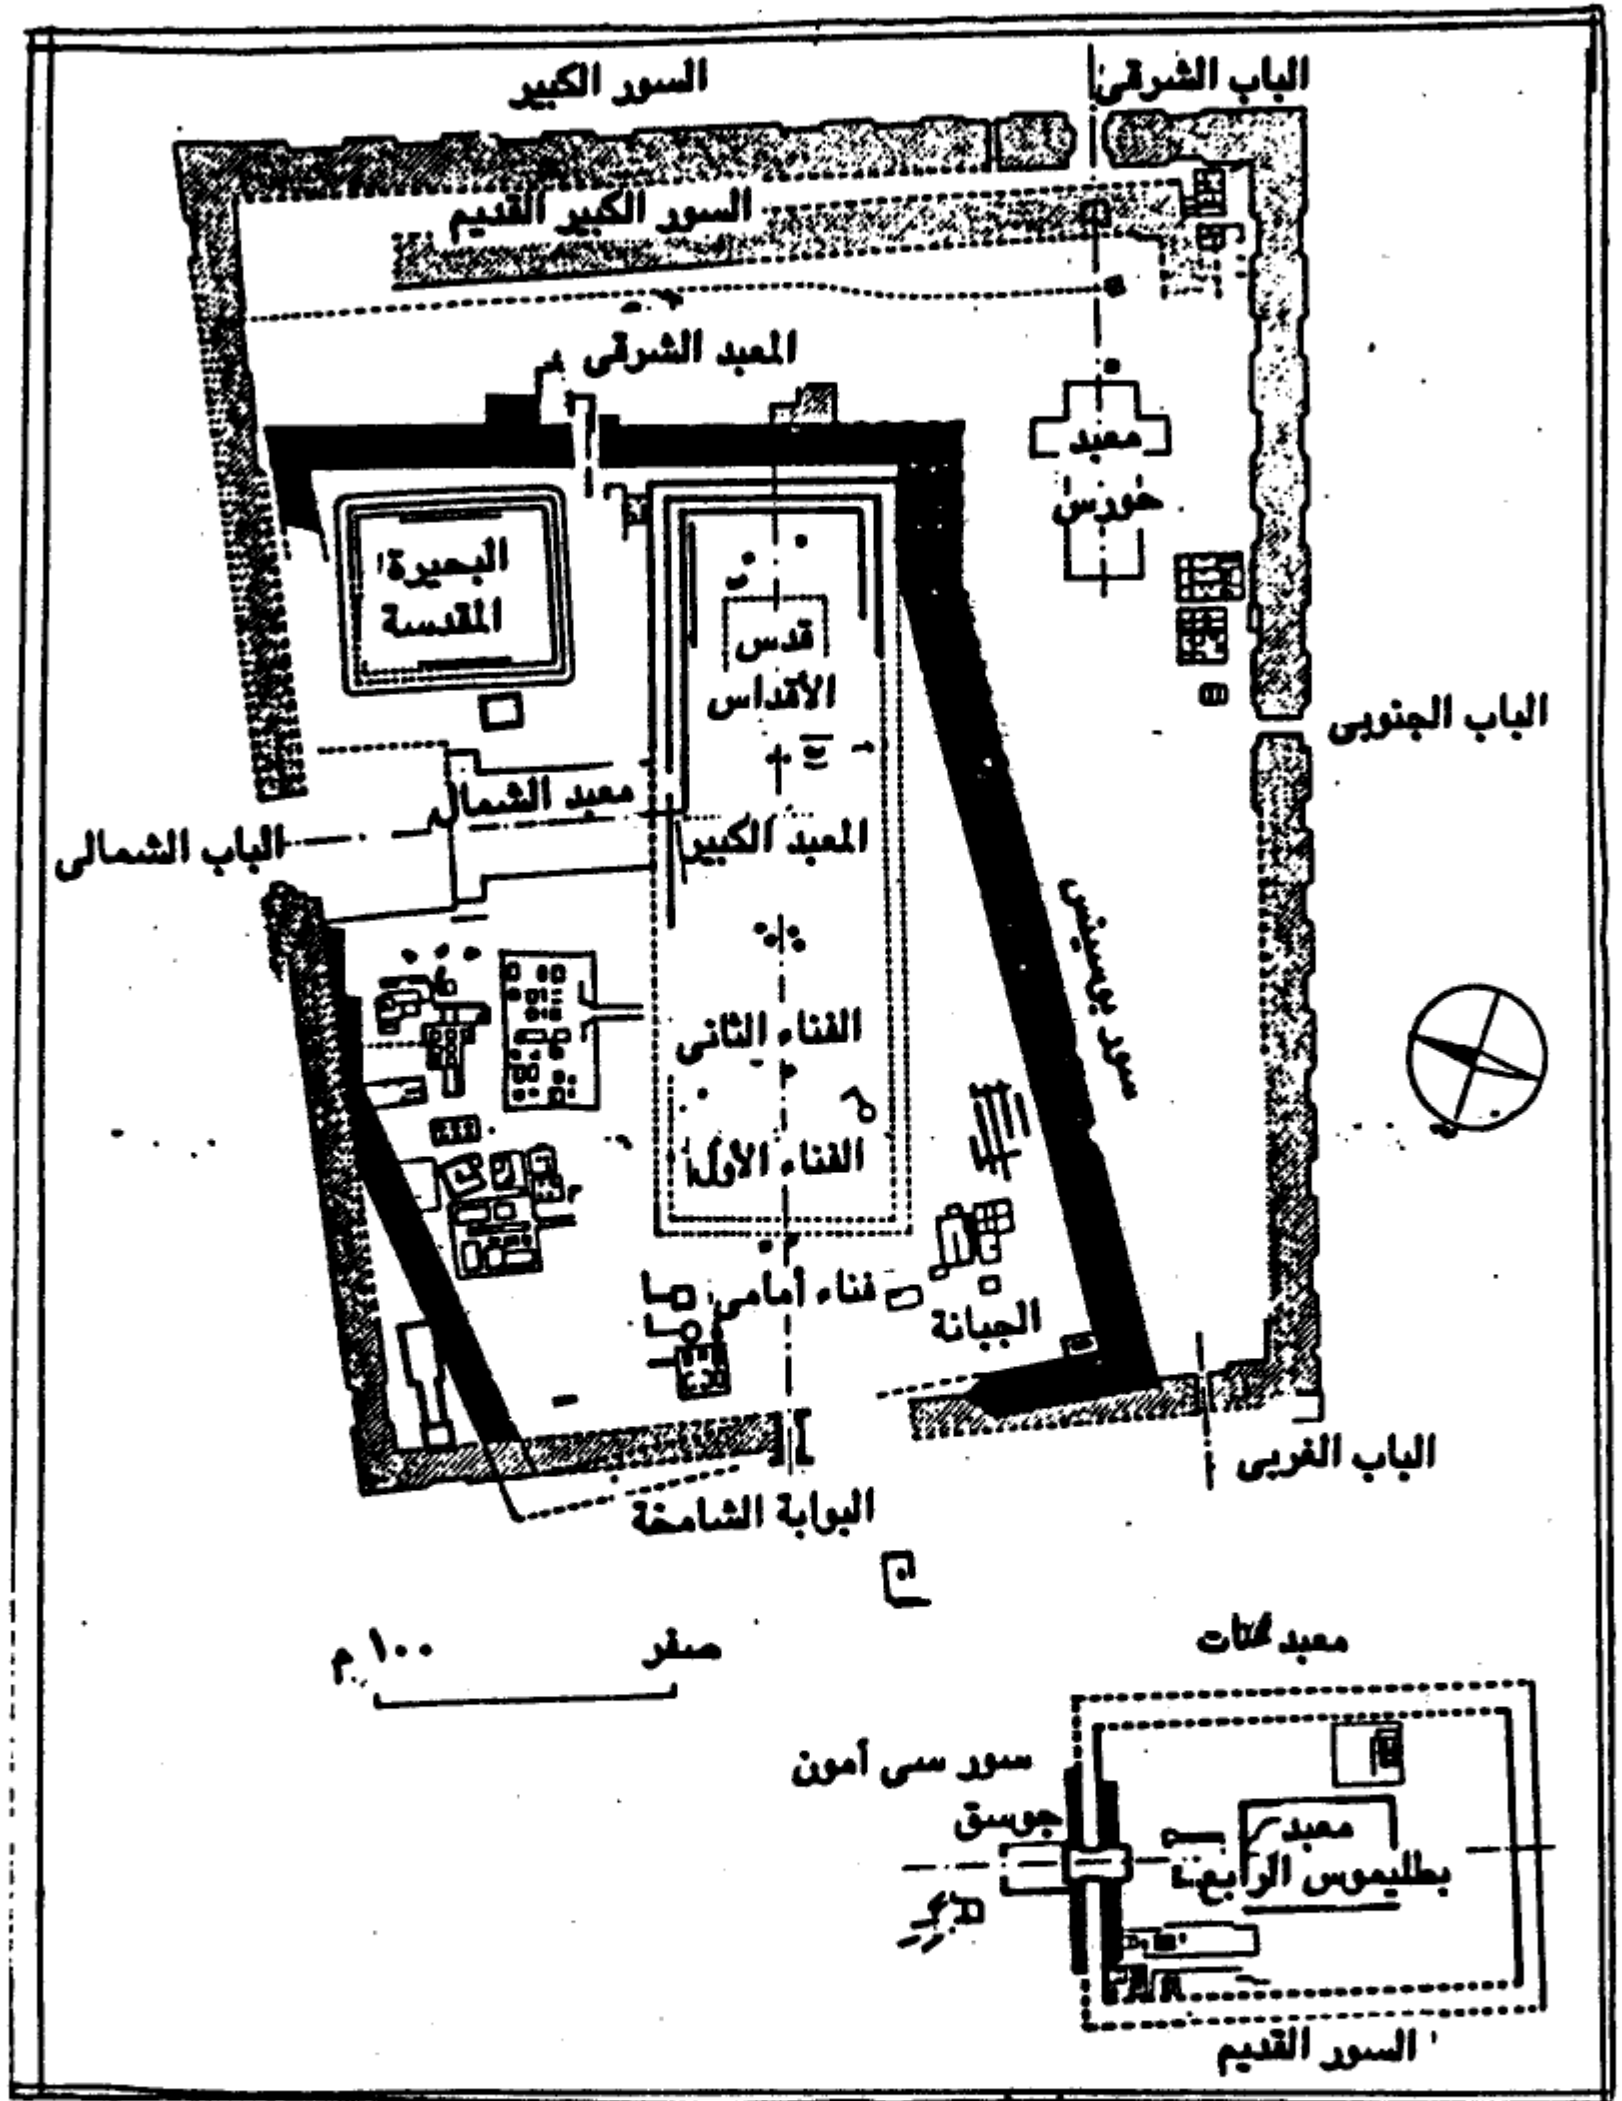 السور الكبير
الباب الشرقى
السور الكبير القديم
المعبد الشرقى
معبد
حورس
البحيرة
المقدسة
قدس
الأقداس
الباب الجنوبى
معبد الشمال
المعبد الكبير
الباب الشمالى
سور بوسينس
الفناء الثانى
الفناء الأول
فناء أمامى
الجبانة
الباب الغربى
البوابة الشامخة
صفر
١٠٠ م
معبد
سور سى أمون
جوسق
معبد
بطليموس الرابع
السور القديم